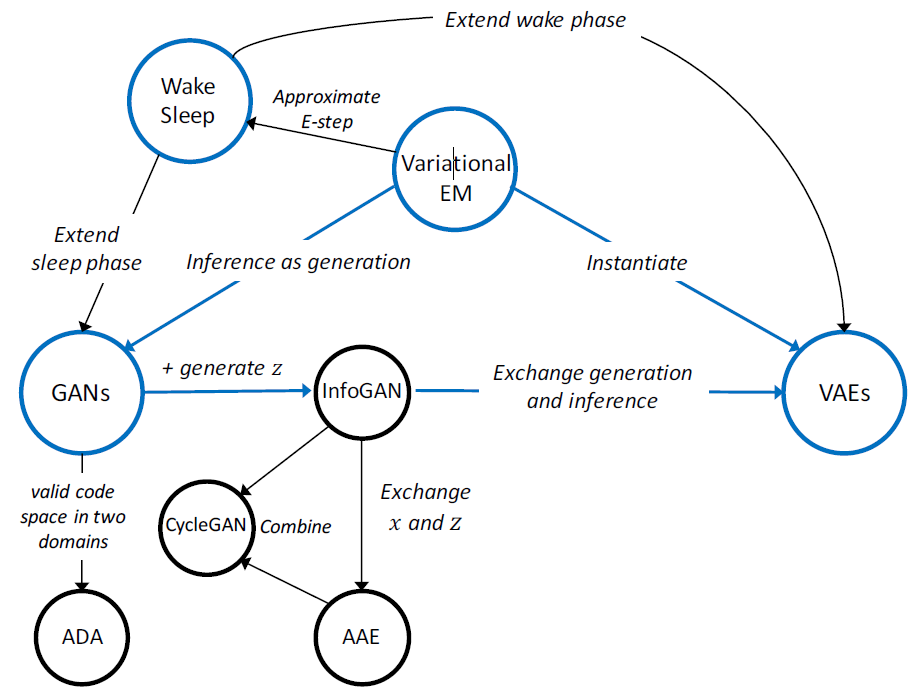 Extend wake phase
Wake
Sleep
Approximate
E-step
Variational
EM
Extend
sleep phase
Inference as generation
Instantiate
GANs
+ generate z
InfoGAN
Exchange generation
and inference
VAEs
valid code
space in two
domains
CycleGAN
Combine
Exchange
x and z
ADA
AAE